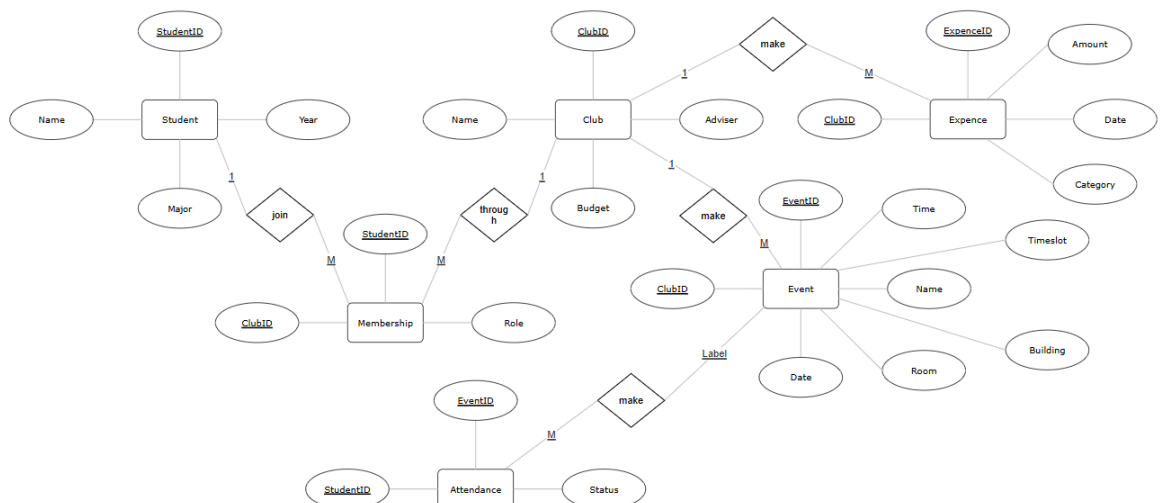 StudentID
ClubID
make
ExpenceID
Amount
1
M
Name
Student
Year
Name
Club
Adviser
ClubID
Expence
Date
1
1
1
Category
Major
join
throug
h
Budget
EventID
Time
make
StudentID
M
Timeslot
M
M
ClubID
Event
Name
ClubID
Membership
Role
Label
Building
Date
Room
EventID
make
M
StudentID
Attendance
Status